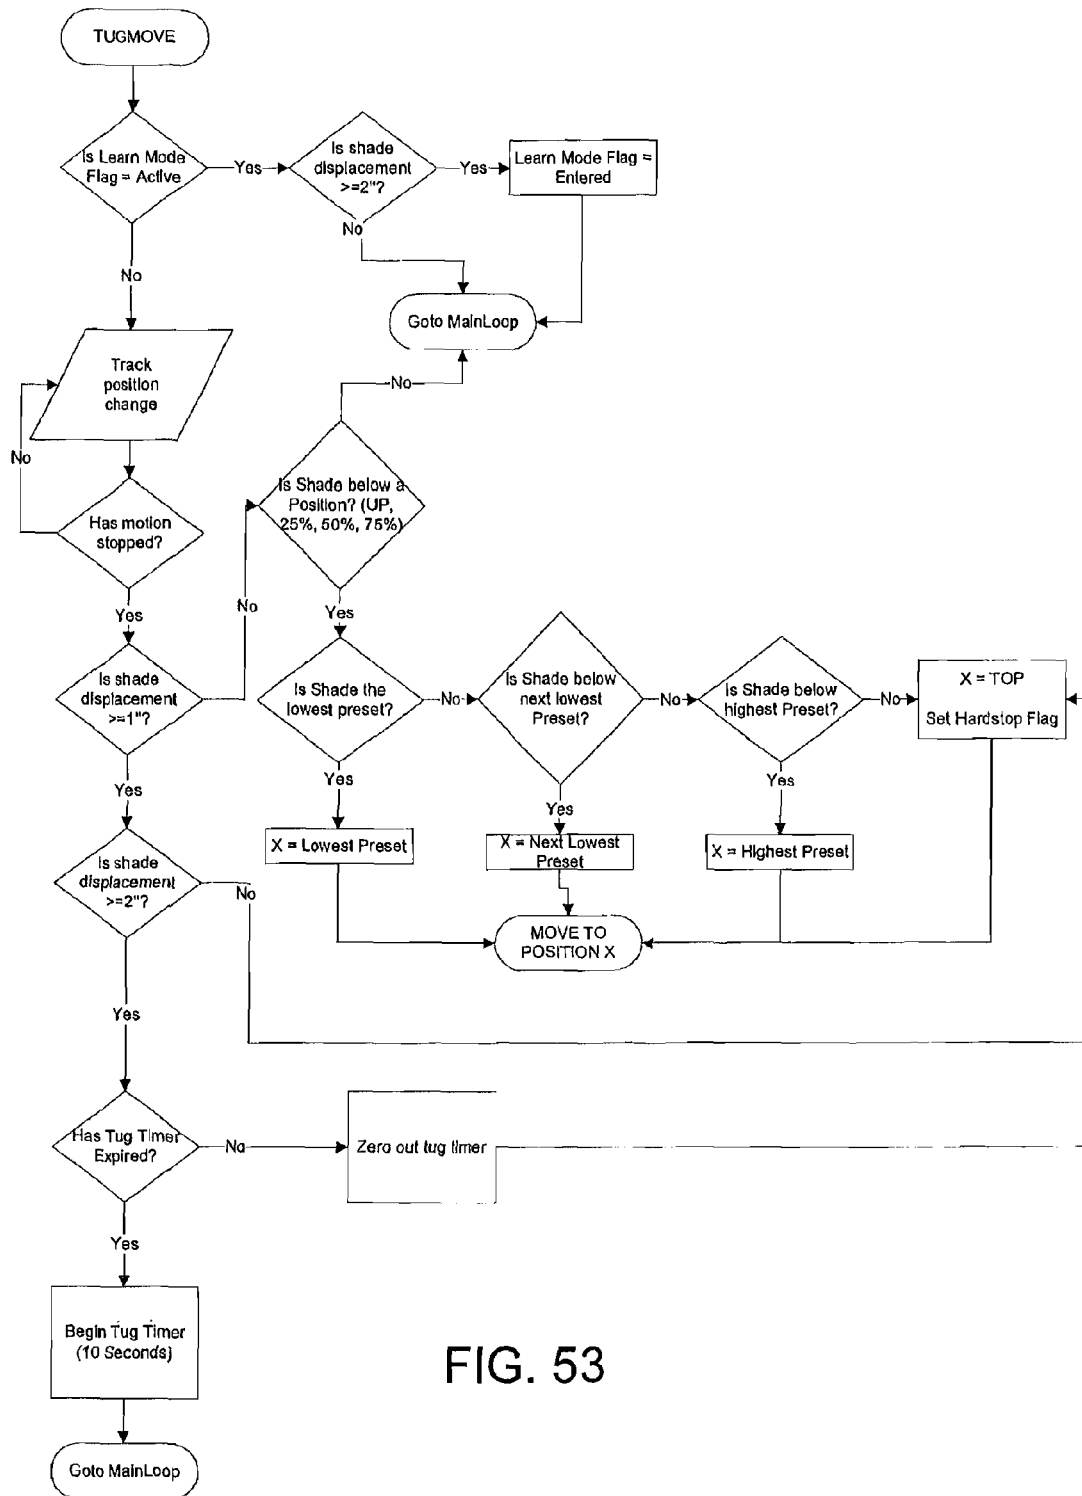 TUGMOVE
Is Learn Mode
Flag = Active
Yes
Is shade
displacement
>=2"?
Yes
Learn Mode Flag =
Entered
No
No
Goto MainLoop
Track
position
change
No
No
Is Shade below a
Position? (UP,
25%, 50%, 75%)
Has motion
stopped?
Yes
No
Yes
Is shade
displacement
>=1"?
Is Shade the
lowest preset?
No
Is Shade below
next lowest
Preset?
No
Is Shade below
highest Preset?
No
X = TOP
Set Hardstop Flag
Yes
Yes
Yes
Yes
X = Lowest Preset
X = Next Lowest
Preset
X = Highest Preset
Is shade
displacement
>=2"?
No
MOVE TO
POSITION X
Yes
Has Tug Timer
Expired?
No
Zero out tug timer
Yes
Begin Tug Timer
(10 Seconds)
Goto MainLoop
FIG. 53